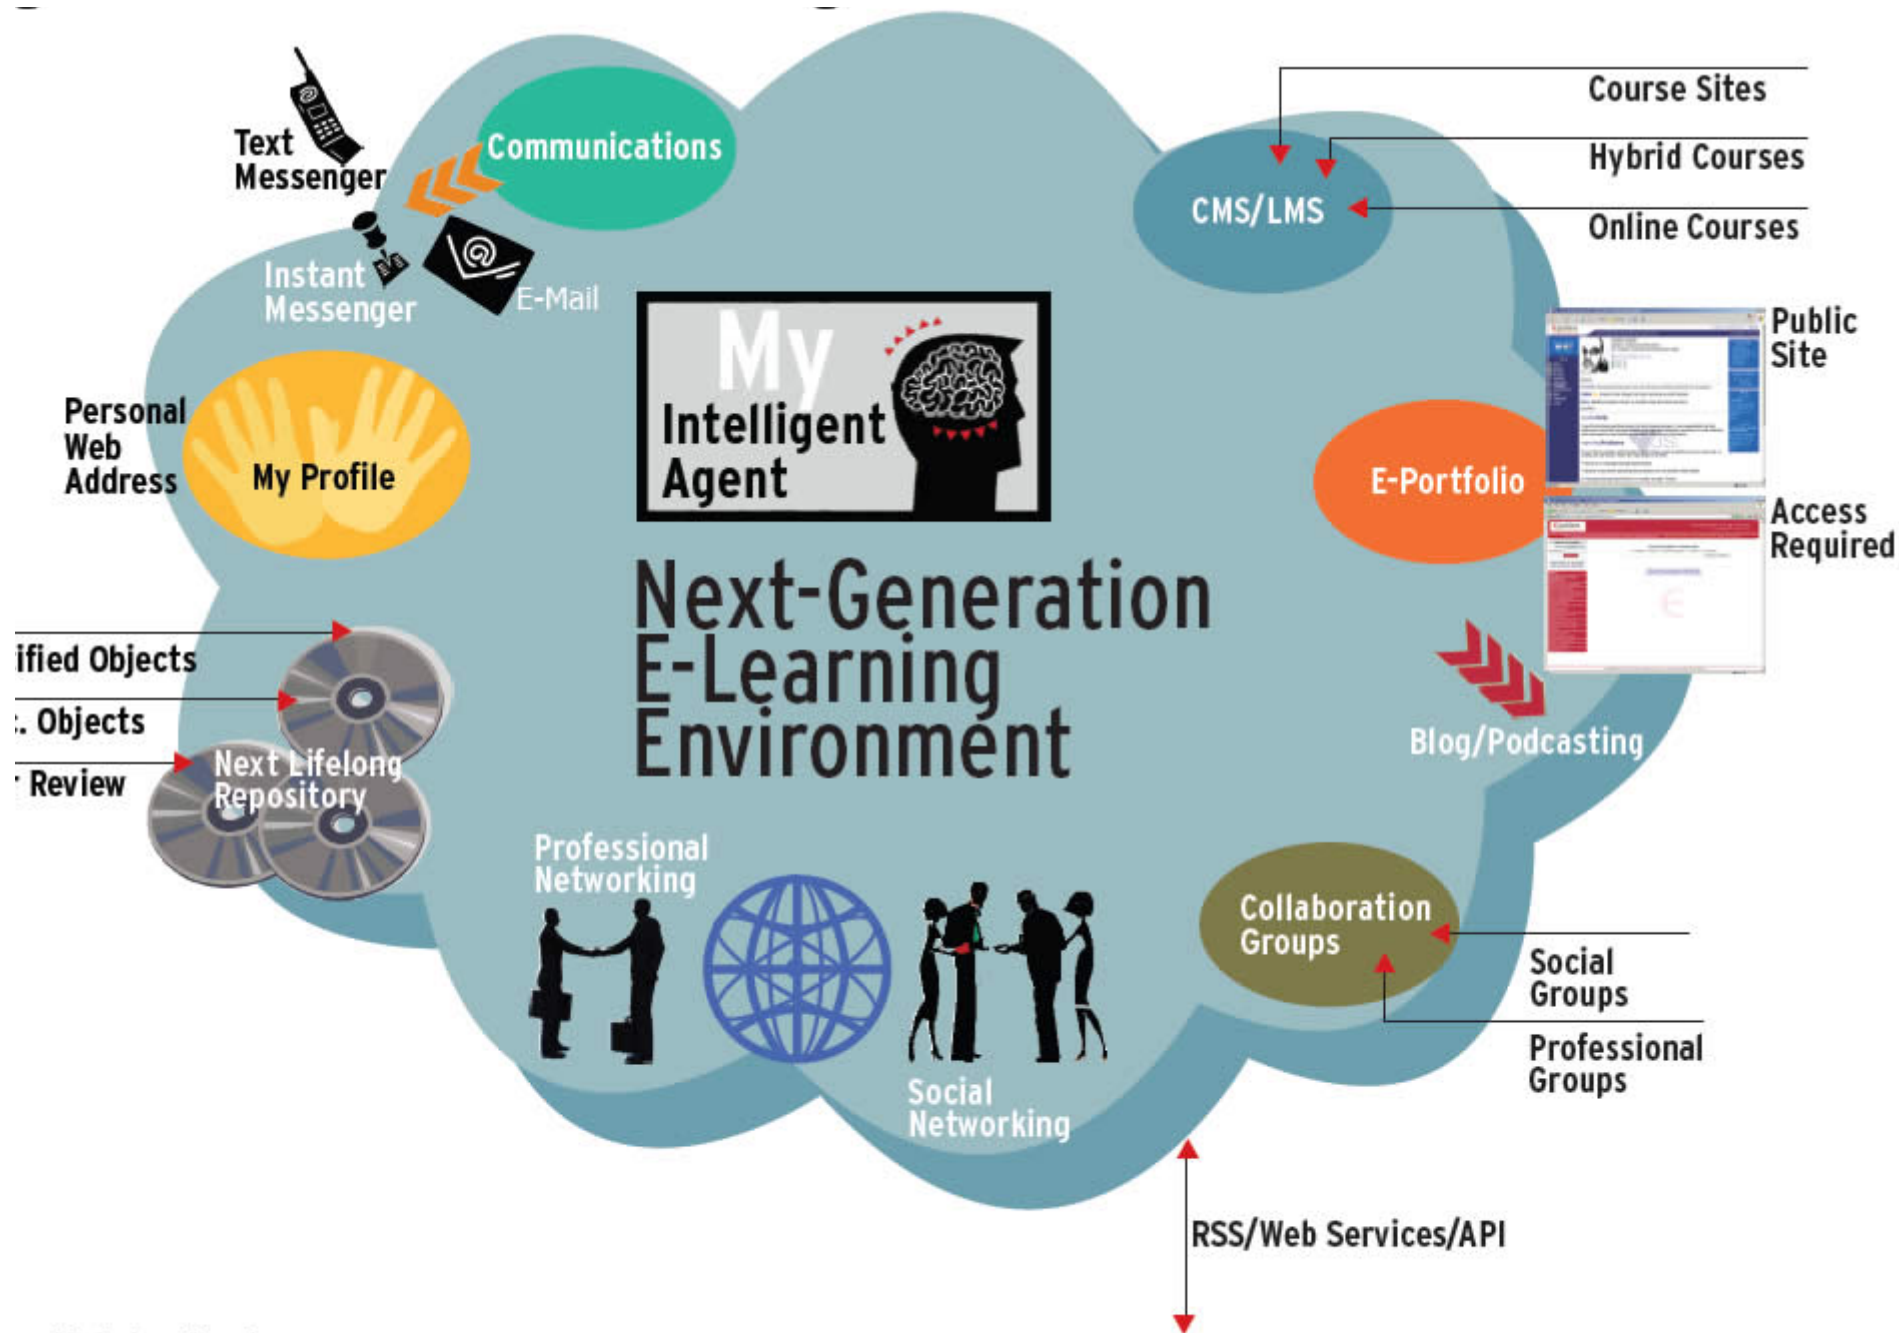 Text
Messenger
Communications
Instant
Messenger
E-Mail
Course Sites
Hybrid Courses
CMS/LMS
Online Courses
My
Intelligent
Agent
Public
Site
Personal
Web
Address
My Profile
E-Portfolio
Access
Required
Next-Generation
E-Learning
Environment
ified Objects
. Objects
Review
Next Lifelong
Repository
Blog/Podcasting
Professional
Networking
Social
Networking
Collaboration
Groups
Social
Groups
Professional
Groups
RSS/Web Services/API